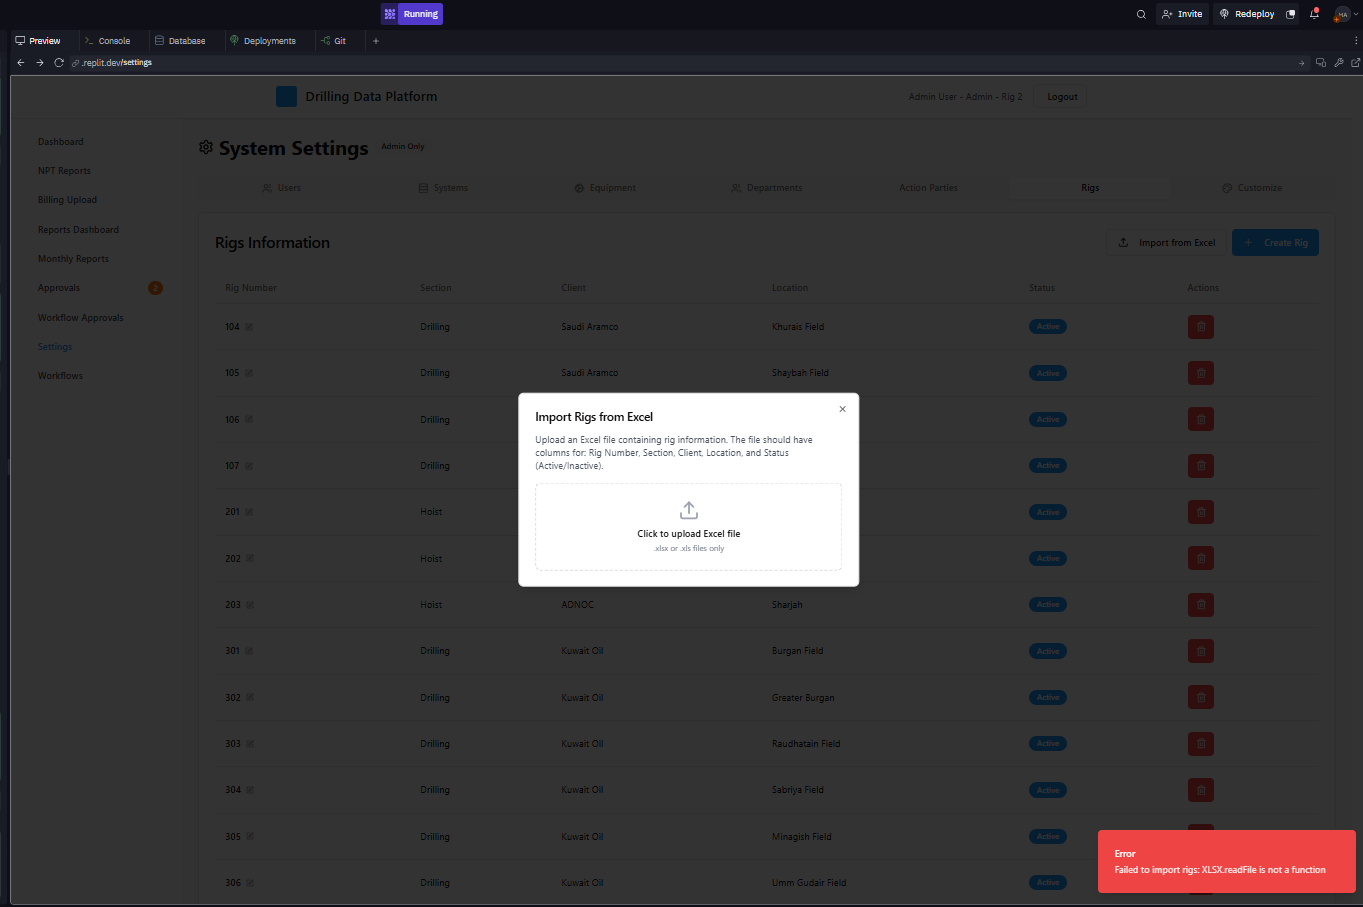 Running
Invite
Redeploy
Preview
Console
Database
Deployments
Git
.replit.dev/settings
Drilling Data Platform
Admin User - Admin - Rig 2
Logout
Dashboard
NPT Reports
Billing Upload
Reports Dashboard
Monthly Reports
Approvals
2
Workflow Approvals
Settings
Workflows
System Settings
Admin Only
Users
Systems
Equipment
Departments
Action Parties
Rigs
Customize
Rigs Information
Import from Excel
Create Rig
Rig Number Section Client Location Status Actions
104 Drilling Saudi Aramco Khurais Field Active
105 Drilling Saudi Aramco Shaybah Field Active
106 Drilling Active
107 Drilling Active
201 Hoist Active
202 Hoist Active
203 Hoist ADNOC Sharjah Active
301 Drilling Kuwait Oil Burgan Field Active
302 Drilling Kuwait Oil Greater Burgan Active
303 Drilling Kuwait Oil Raudhatain Field Active
304 Drilling Kuwait Oil Sabriya Field Active
305 Drilling Kuwait Oil Minagish Field Active
306 Drilling Kuwait Oil Umm Gudair Field Active
Import Rigs from Excel
Upload an Excel file containing rig information. The file should have
columns for: Rig Number, Section, Client, Location, and Status
(Active/Inactive).
Click to upload Excel file
.xlsx or .xls files only
Error
Failed to import rigs: XLSX.readFile is not a function